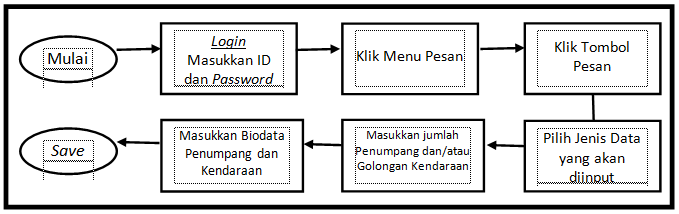 Mulai
Login
Masukkan ID
dan Password
Klik Menu Pesan
Klik Tombol
Pesan
Pilih Jenis Data
yang akan
diinput
Masukkan jumlah
Penumpang dan/atau
Golongan Kendaraan
Masukkan Biodata
Penumpang dan
Kendaraan
Save